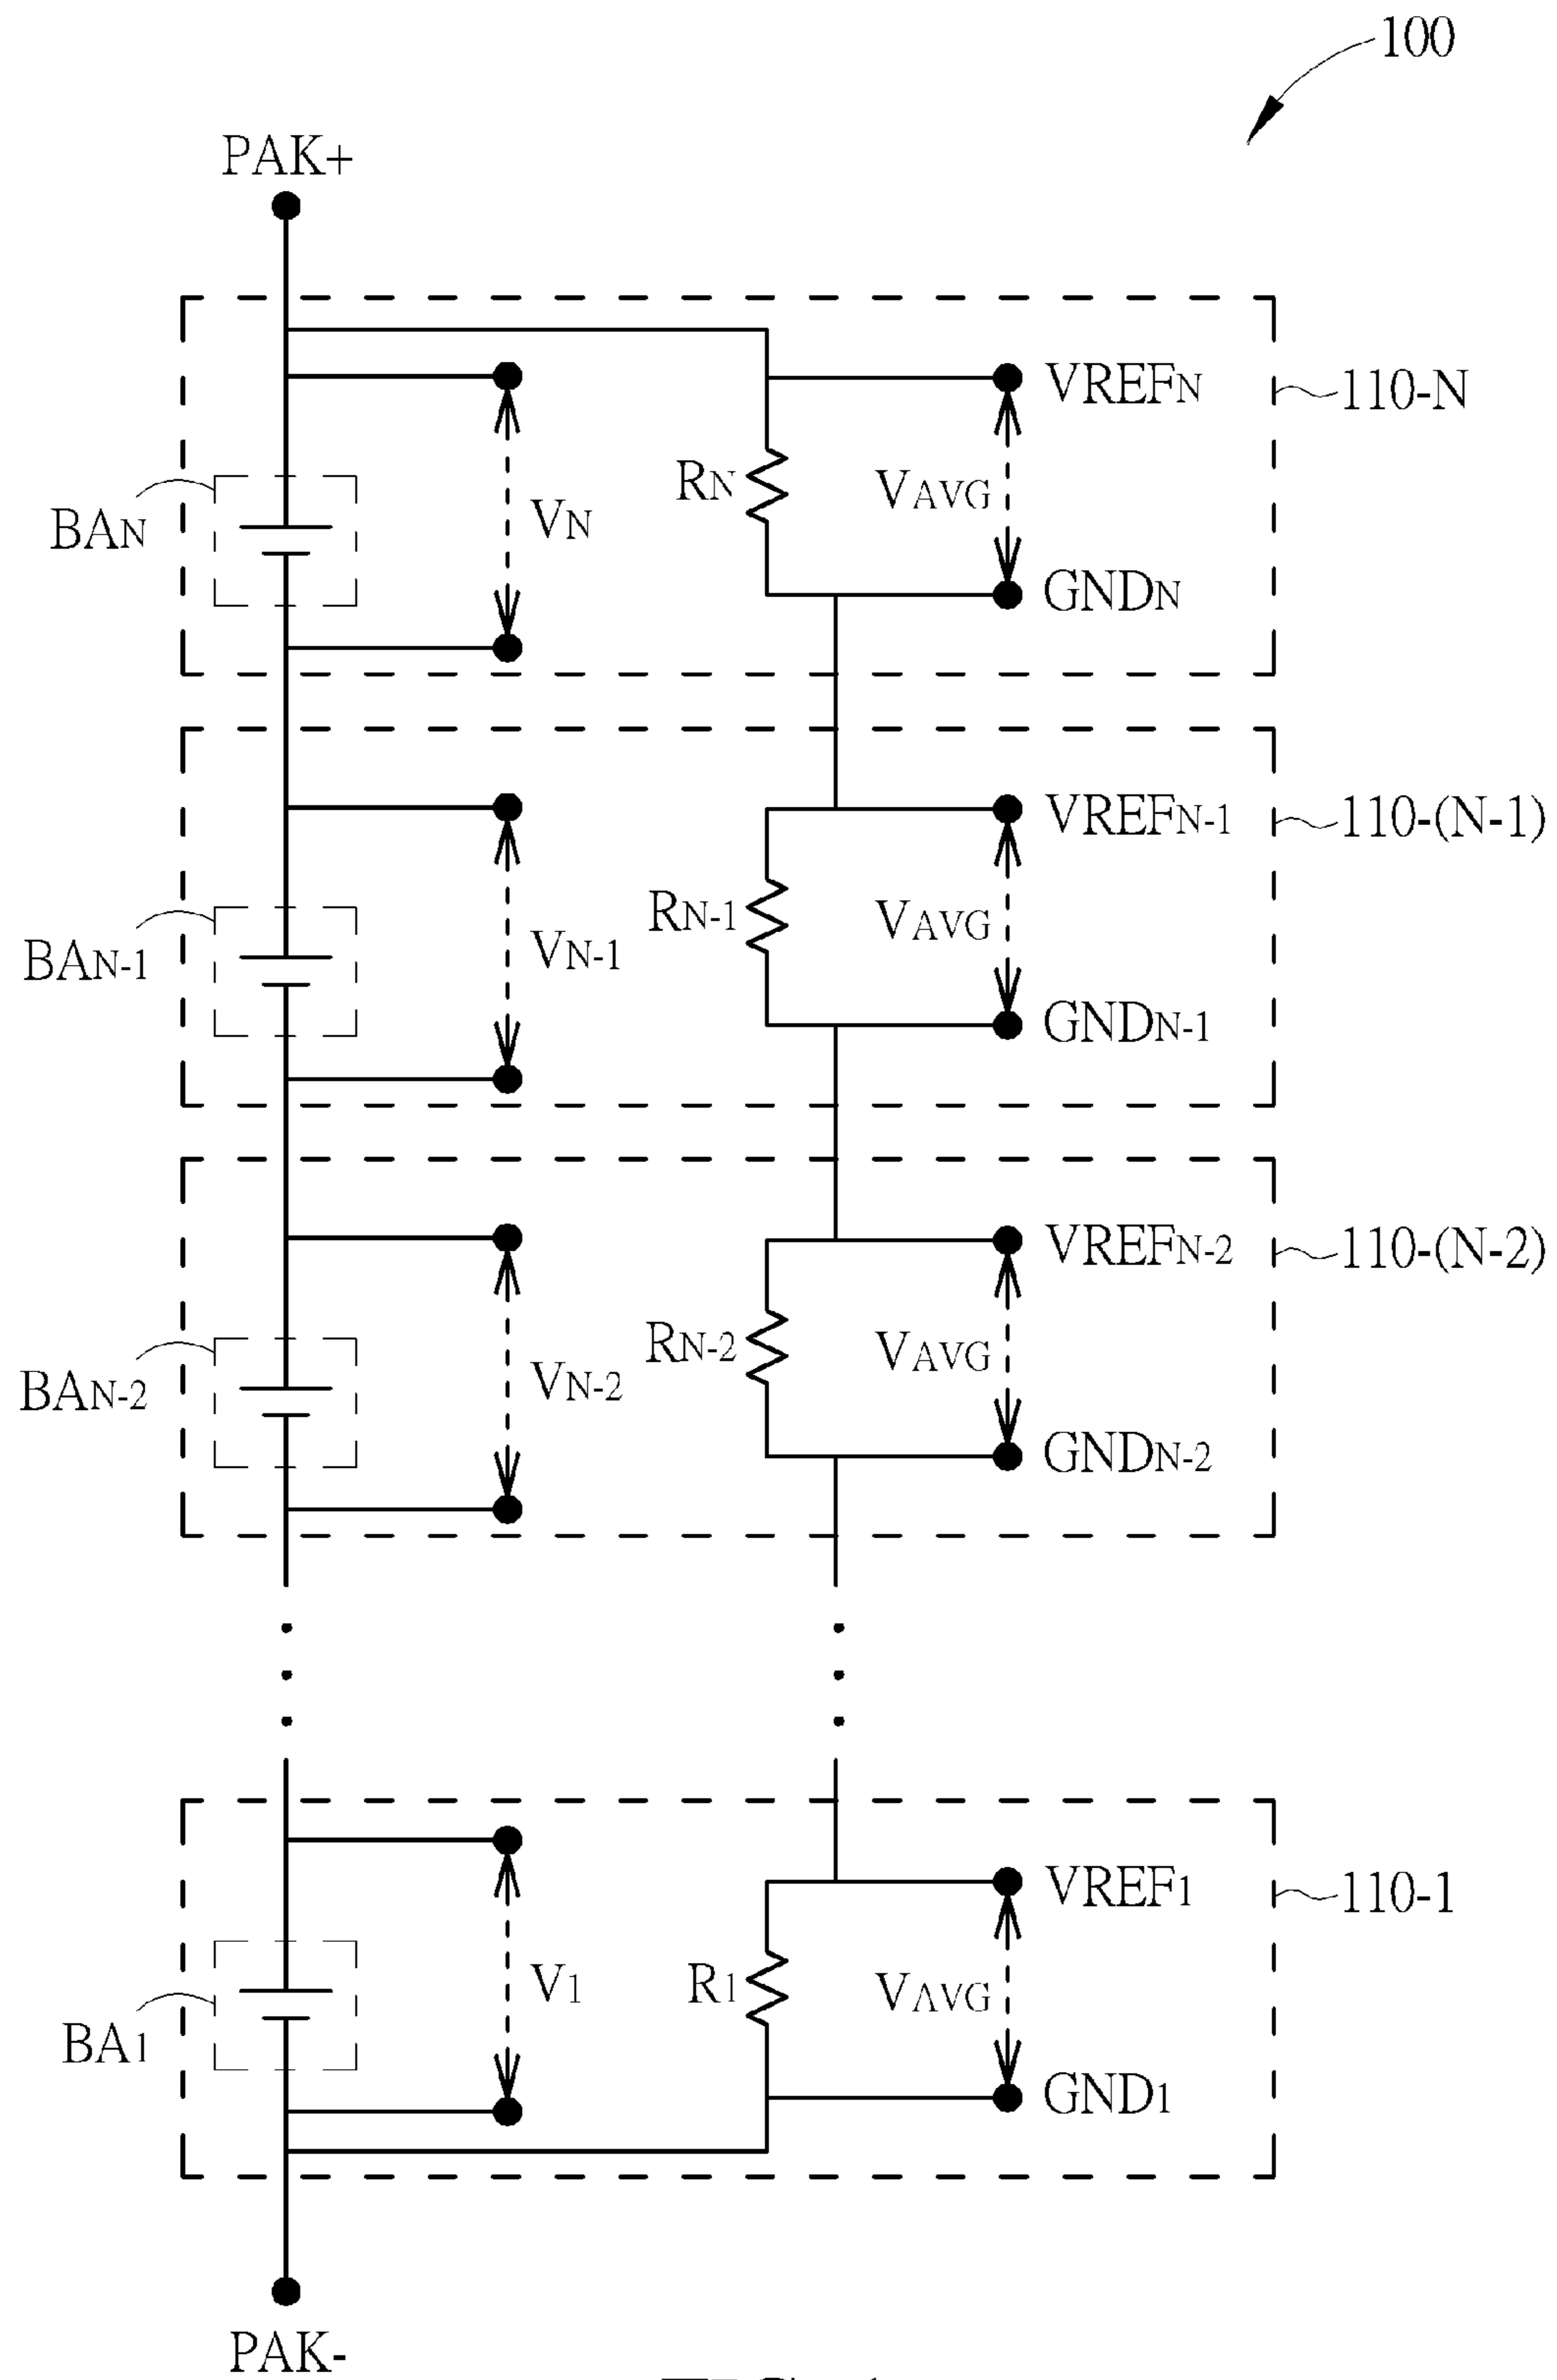 100
PAK+
VREFN
110-N
RN
VAVG
BAN
VN
GNDN
VREFN-1
110-(N-1)
RN-1
VAVG
BAN-1
VN-1
GNDN-1
VREFN-2
110-(N-2)
RN-2
VAVG
BAN-2
VN-2
GNDN-2
VREF1
110-1
R1
VAVG
V1
BA1
GND1
PAK-